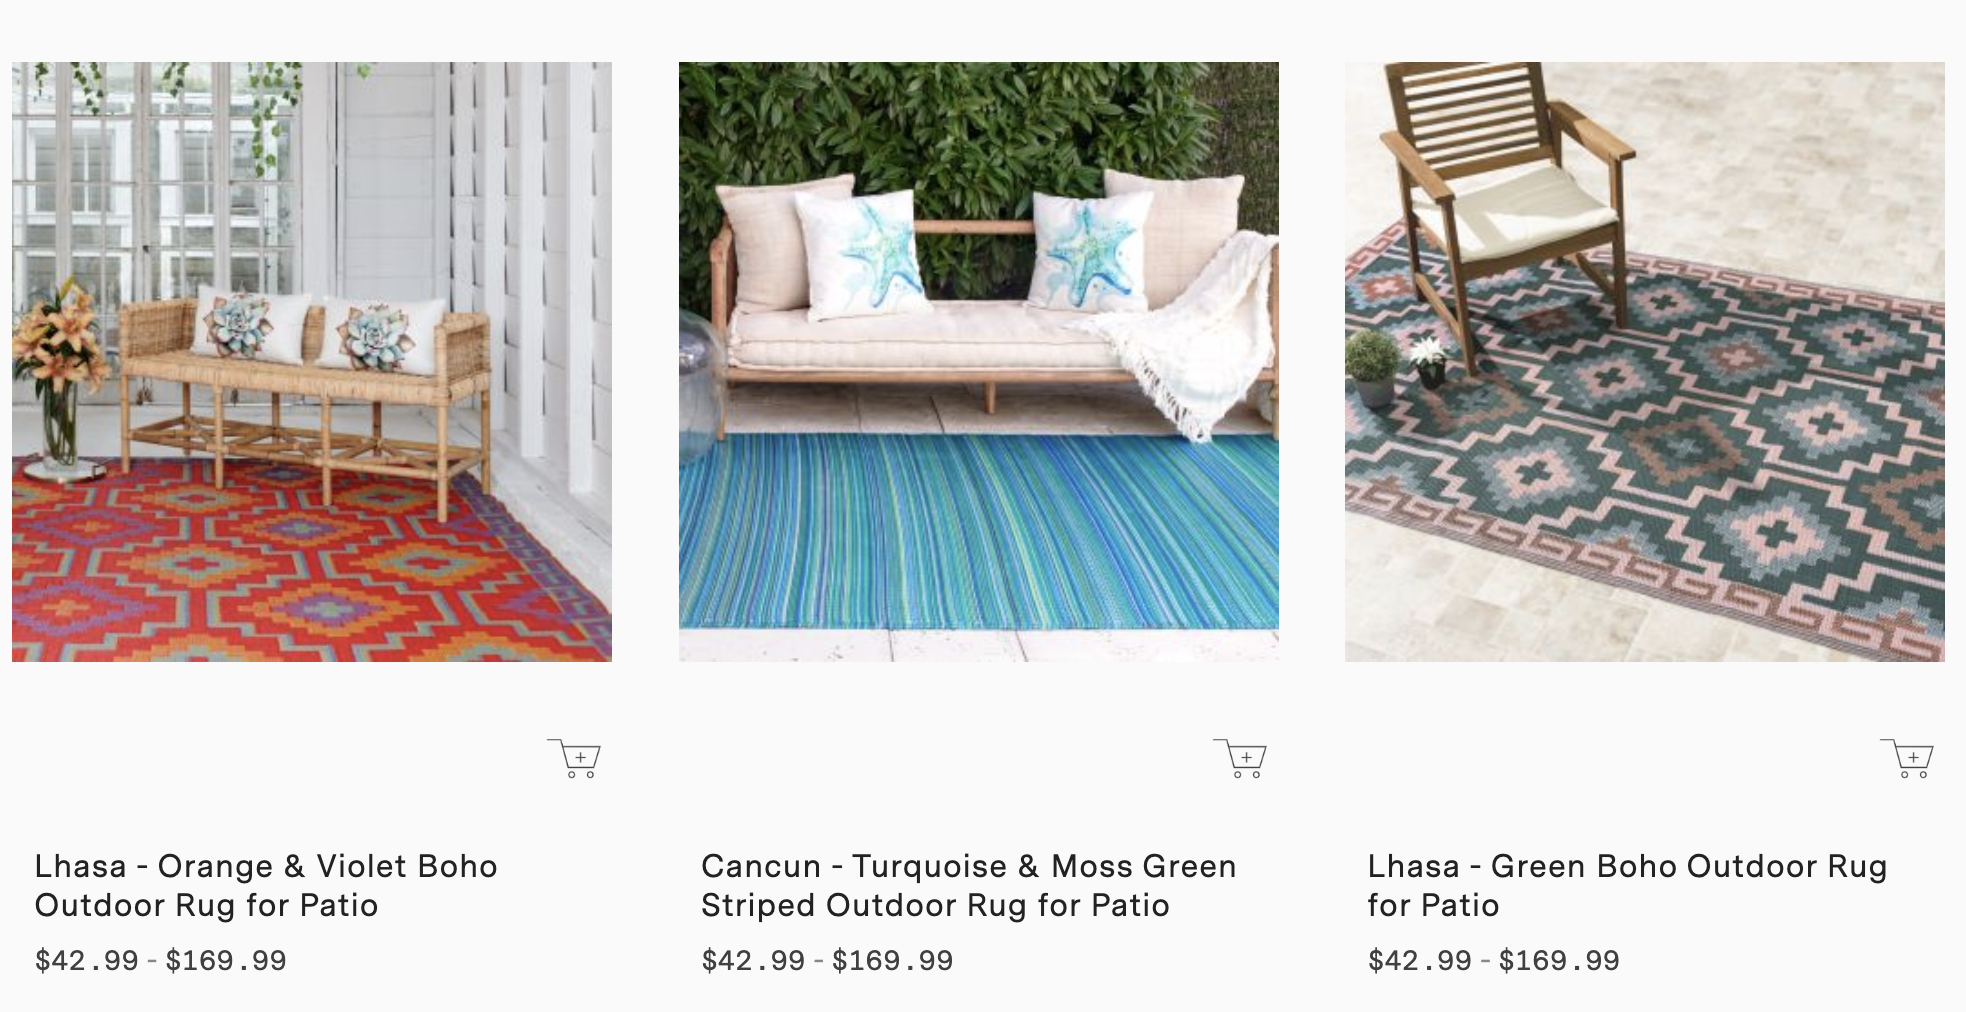 Lhasa - Orange & Violet Boho
Outdoor Rug for Patio
$42.99 - $169.99
Cancun - Turquoise & Moss Green
Striped Outdoor Rug for Patio
$42.99 - $169.99
Lhasa - Green Boho Outdoor Rug
for Patio
$42.99 - $169.99